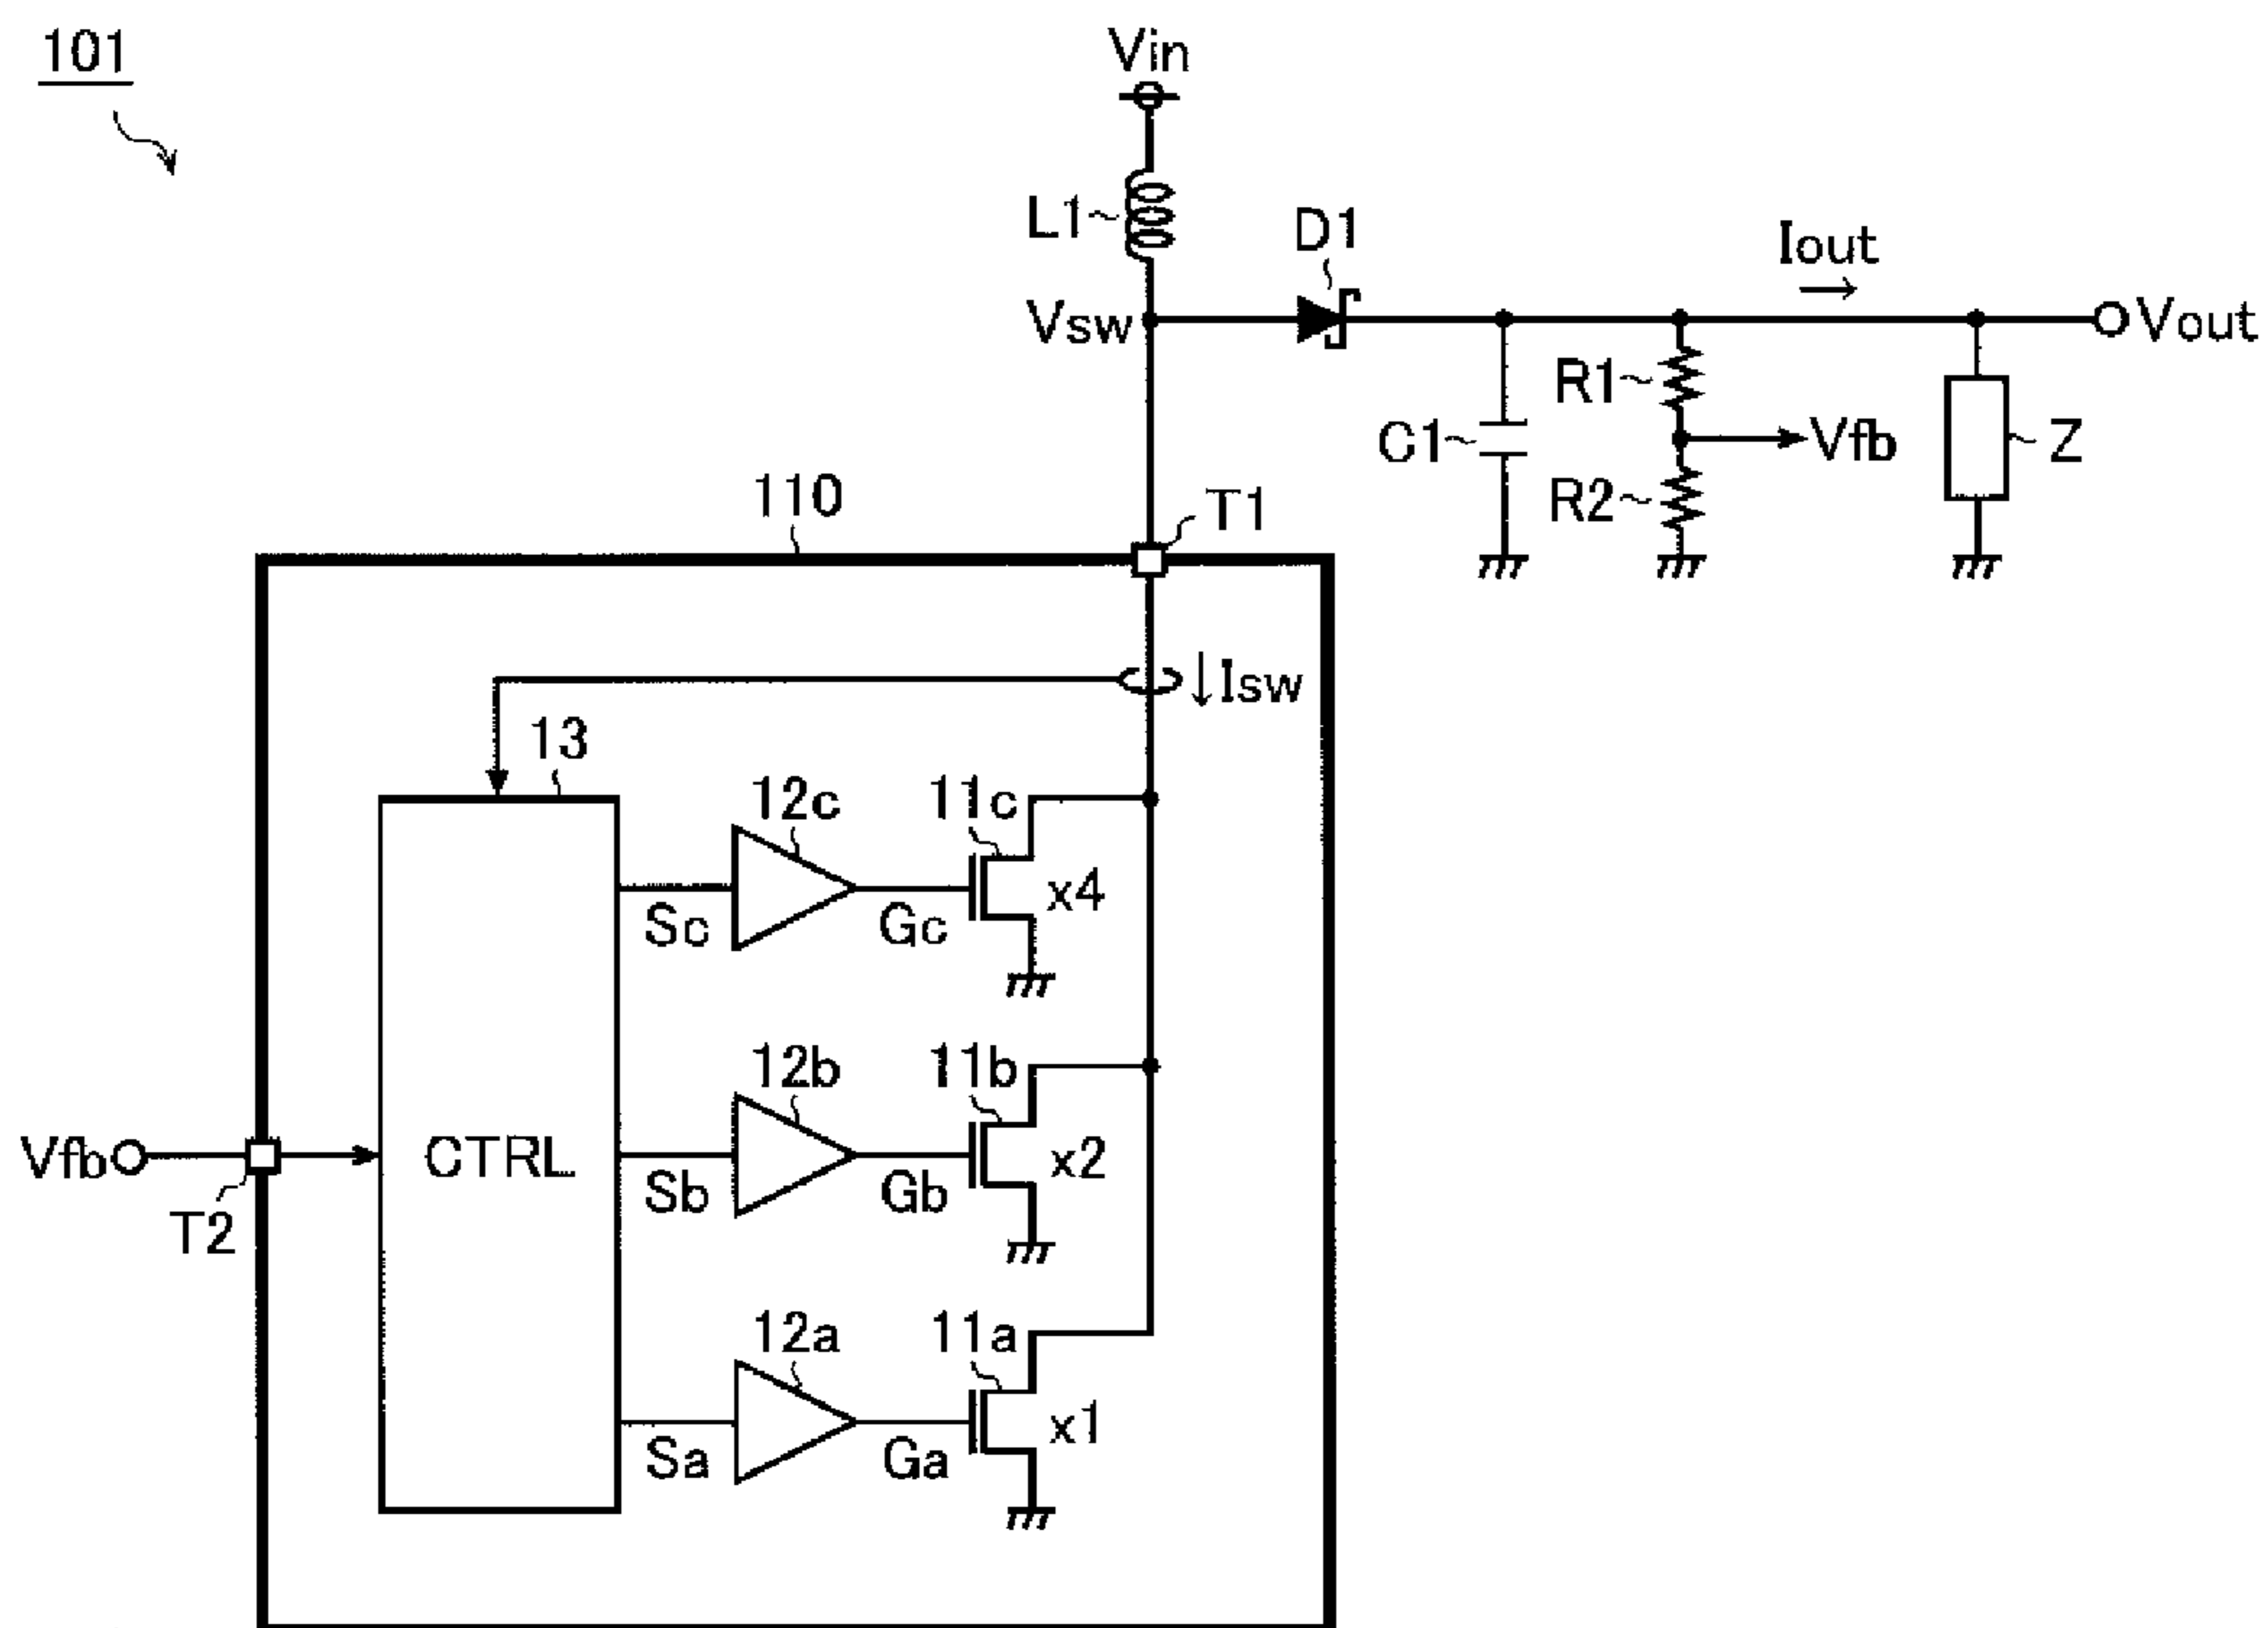 101
Vin
L1
D1
Iout
Vsw
Vout
R1
C1
Vfb
Z
R2
110
T1
Isw
13
12c
11c
x4
Sc
Gc
12b
11b
Vfb
CTRL
x2
Sb
Gb
T2
12a
11a
x1
Sa
Ga